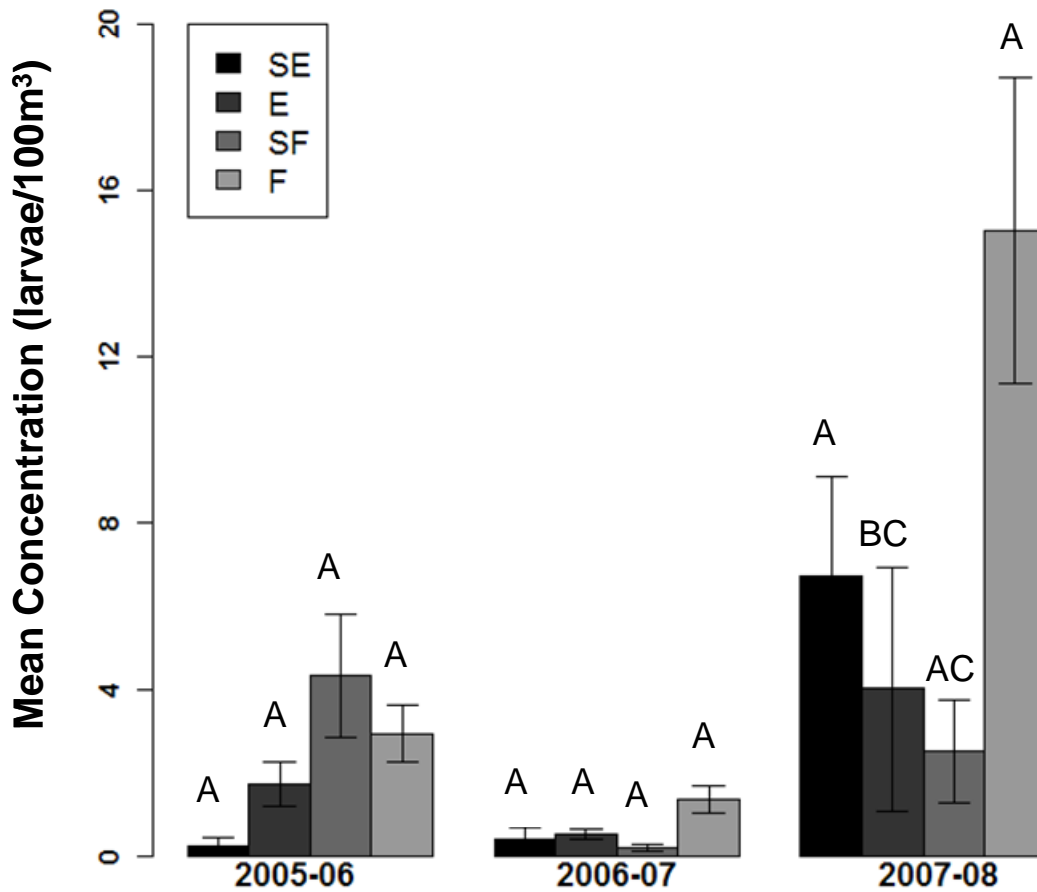 Mean Concentration (larvae/100m³)
20
16
12
8
4
0
SE
E
SF
F
A
A
A
A
A
A
A
A
A
BC
AC
A
2005-06
2006-07
2007-08